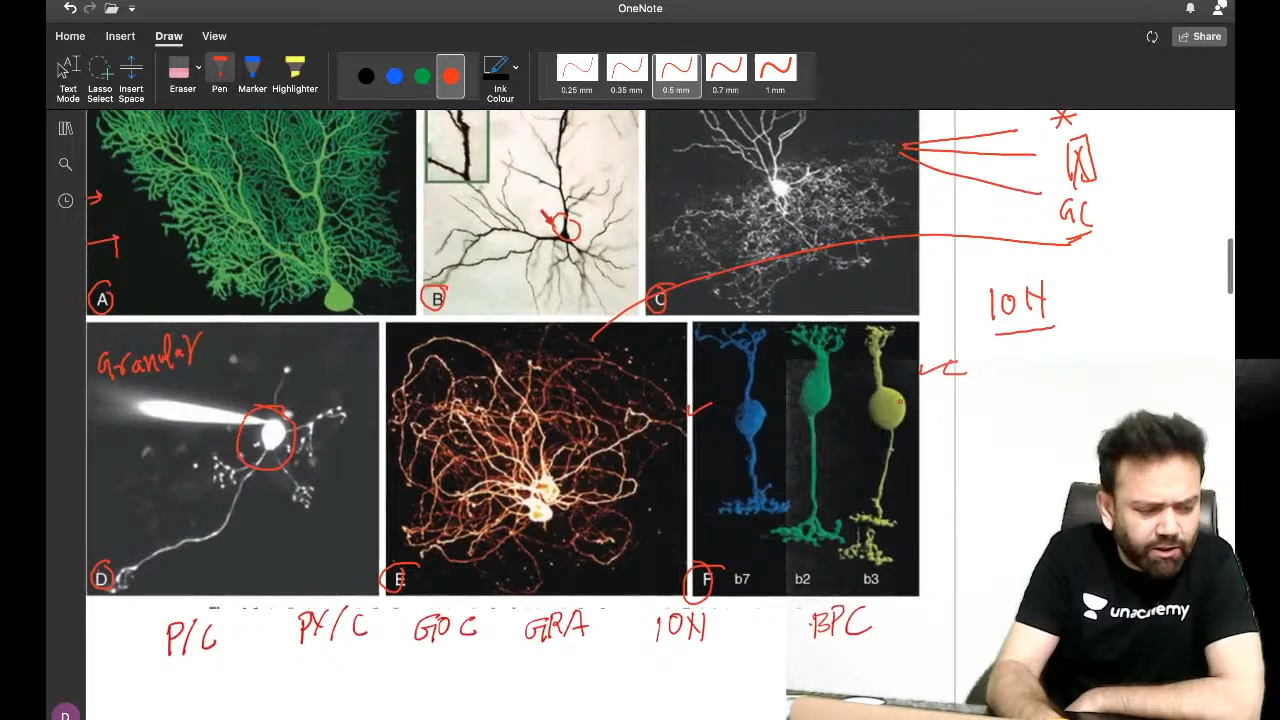 OneNote
Home Insert Draw View
Share
Text Mode
Lasso Select
Insert Space
Eraser
Pen
Marker
Highlighter
Ink Colour
0.25 mm
0.35 mm
0.5 mm
0.7 mm
1 mm
A
B
C
GC
ION
Granular
D
E
F
b7
b2
b3
P/C PY/C GOC GRA ION BPC
unacademy
D